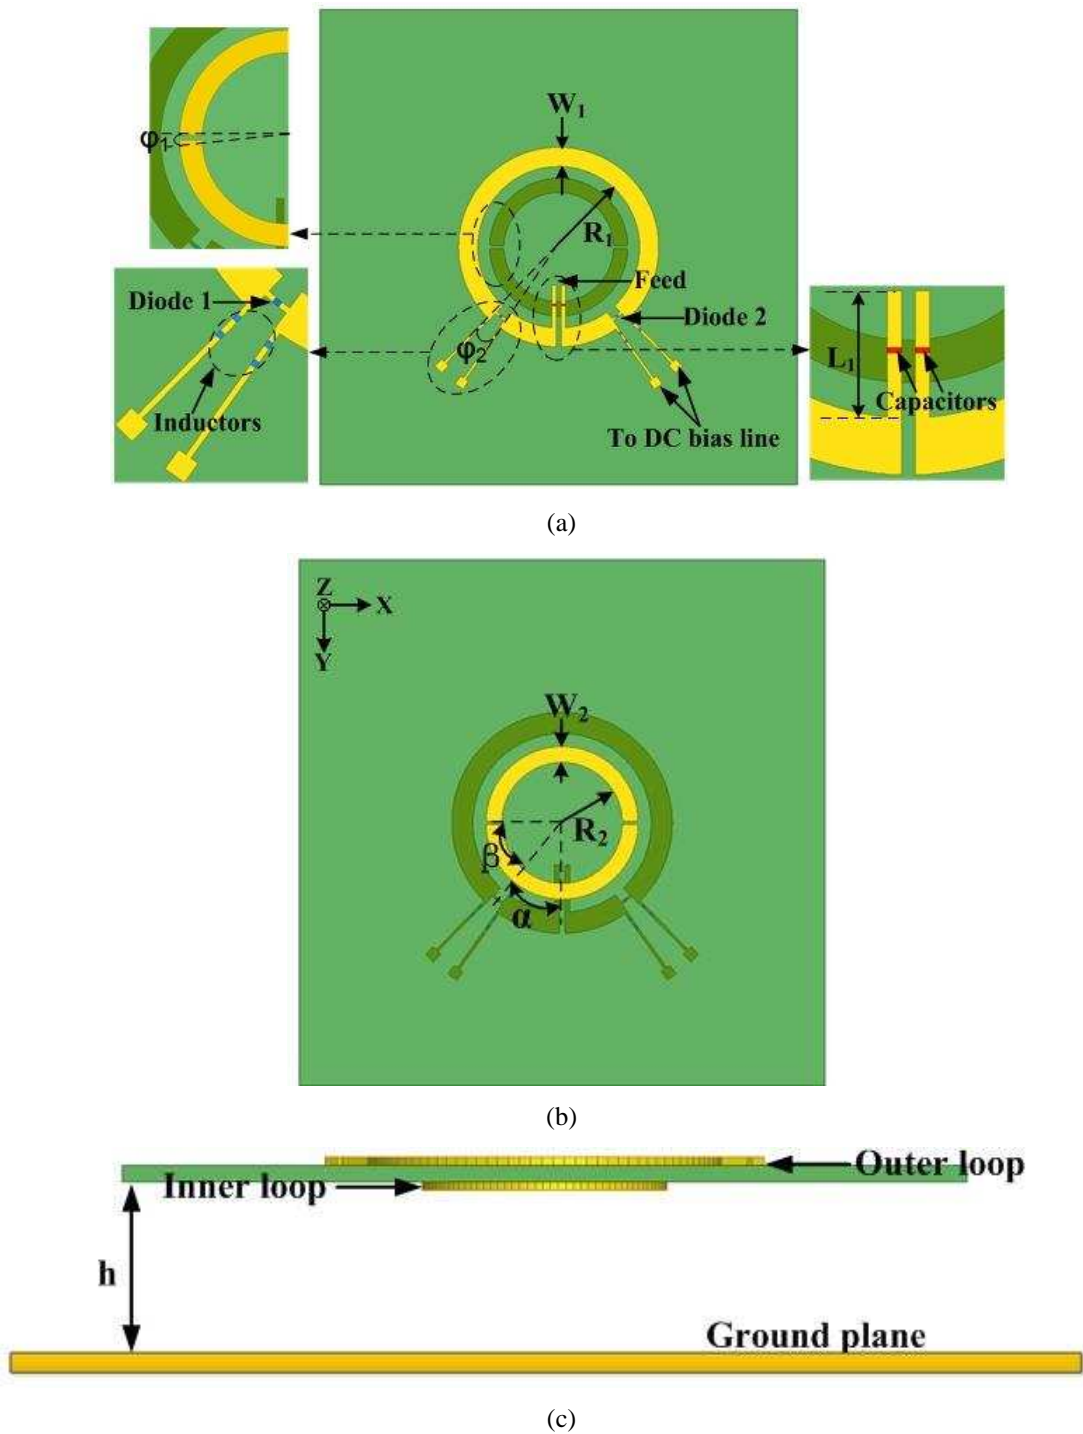 W₁
φ₁
R₁
Feed
Diode 1
Diode 2
φ₂
L₁
Inductors
Capacitors
To DC bias line
(a)
Z
X
Y
W₂
R₂
β
α
(b)
Outer loop
Inner loop
h
Ground plane
(c)